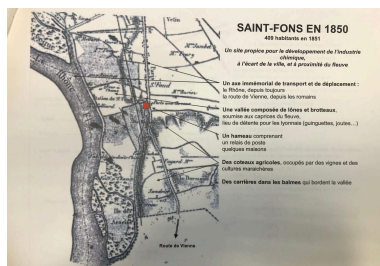 SAINT-FONS EN 1850
409 habitants en 1851
Un site propice pour le développement de l'industrie
chimique,
à l'écart de la ville, et à proximité du fleuve
Un axe immémorial de transport et de déplacement :
le Rhône, depuis toujours
la route de Vienne, depuis les romains
Une vallée composée de lônes et brotteaux,
soumise aux caprices du fleuve,
lieu de détente pour les lyonnais (guinguettes, joutes…)
Un hameau comprenant
un relais de poste
quelques maisons
Des coteaux agricoles, occupés par des vignes et des
cultures maraichères
Des carrières dans les balmes qui bordent la vallée
Route de Vienne